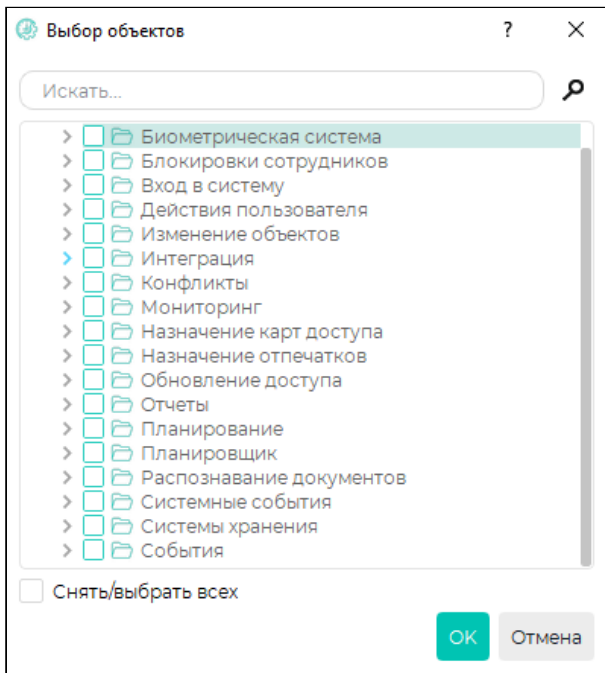 Выбор объектов
?
Искать...
Биометрическая система
Блокировки сотрудников
Вход в систему
Действия пользователя
Изменение объектов
Интеграция
Конфликты
Мониторинг
Назначение карт доступа
Назначение отпечатков
Обновление доступа
Отчеты
Планирование
Планировщик
Распознавание документов
Системные события
Системы хранения
События
Снять/выбрать всех
OK Отмена